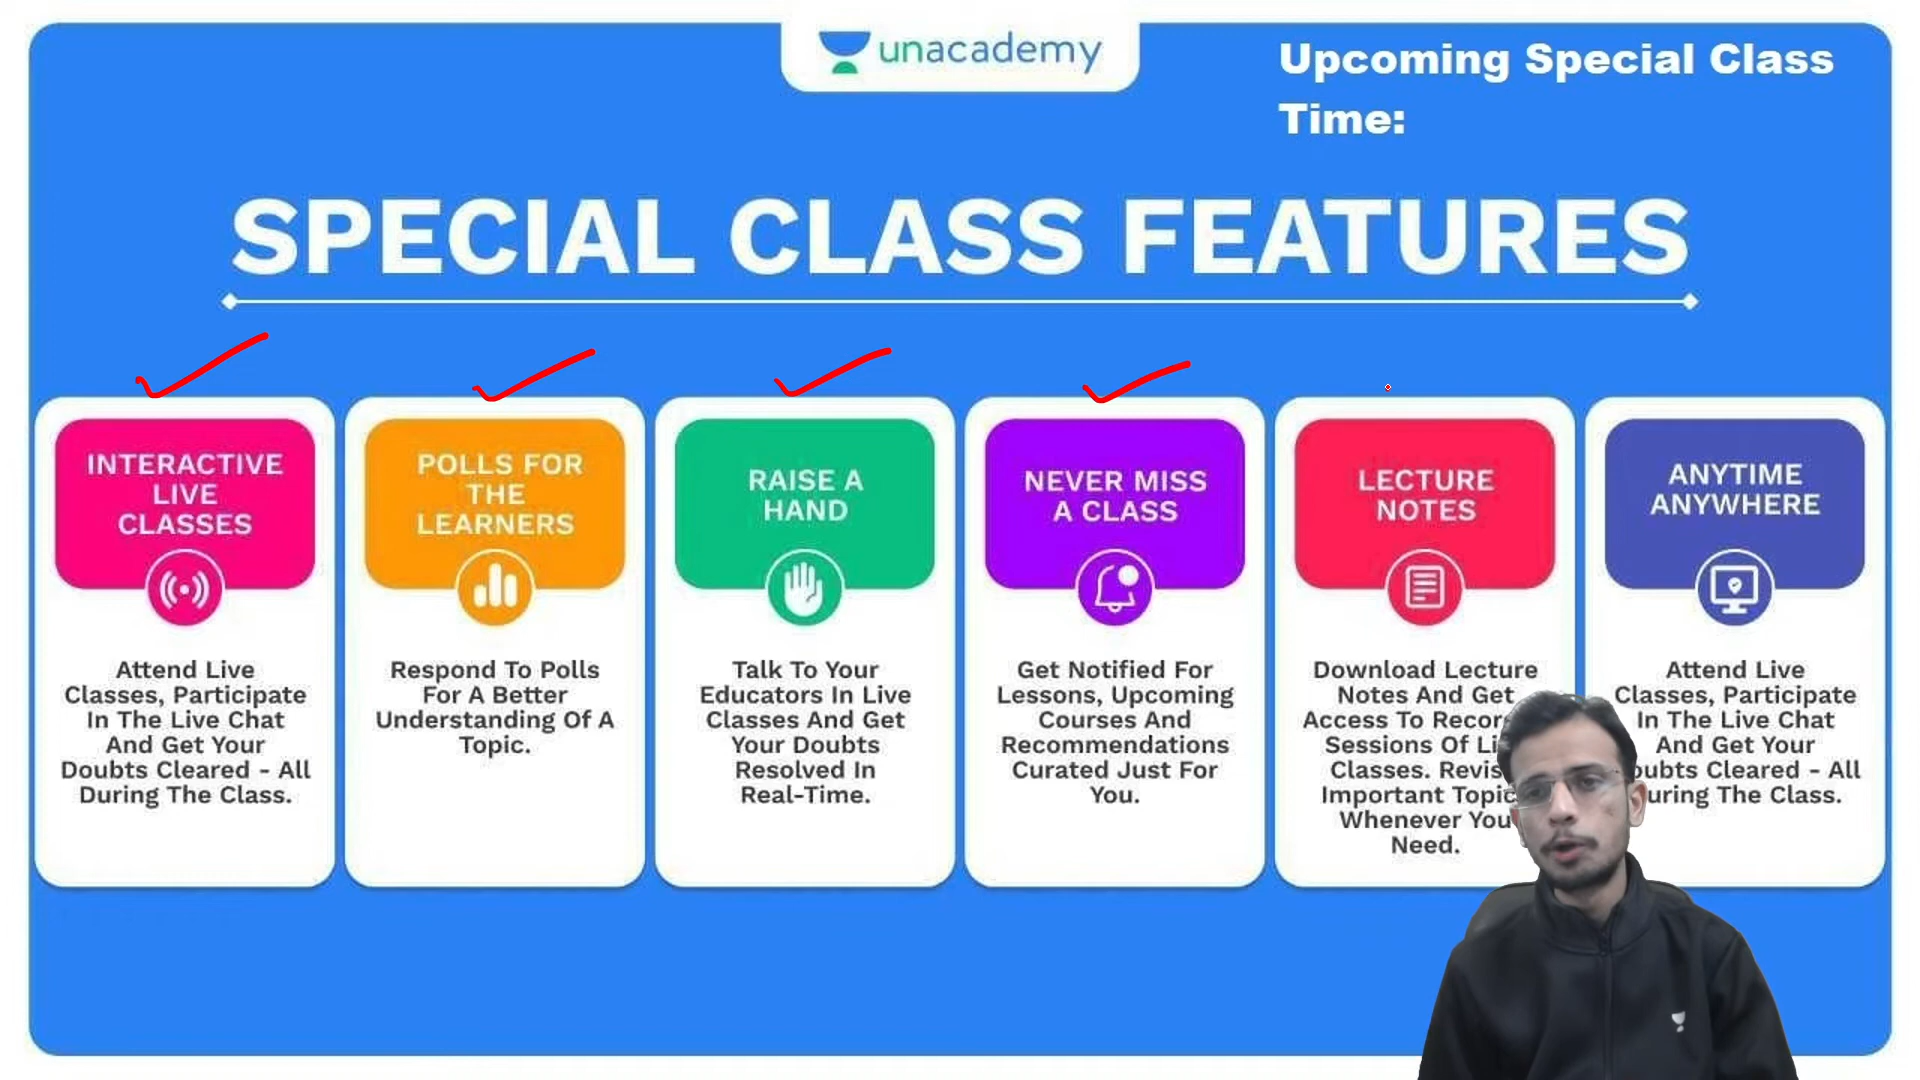 unacademy
Upcoming Special Class
Time:
SPECIAL CLASS FEATURES
INTERACTIVE
LIVE
CLASSES
Attend Live
Classes, Participate
In The Live Chat
And Get Your
Doubts Cleared - All
During The Class.
POLLS FOR
THE
LEARNERS
Respond To Polls
For A Better
Understanding Of A
Topic.
RAISE A
HAND
Talk To Your
Educators In Live
Classes And Get
Your Doubts
Resolved In
Real-Time.
NEVER MISS
A CLASS
Get Notified For
Lessons, Upcoming
Courses And
Recommendations
Curated Just For
You.
LECTURE
NOTES
Download Lecture
Notes And Get
Access To
Sessions Of
Classes.
Important
Whenever You
Need.
ANYTIME
ANYWHERE
Attend Live
Classes, Participate
In The Live Chat
And Get Your
Cleared - All
The Class.